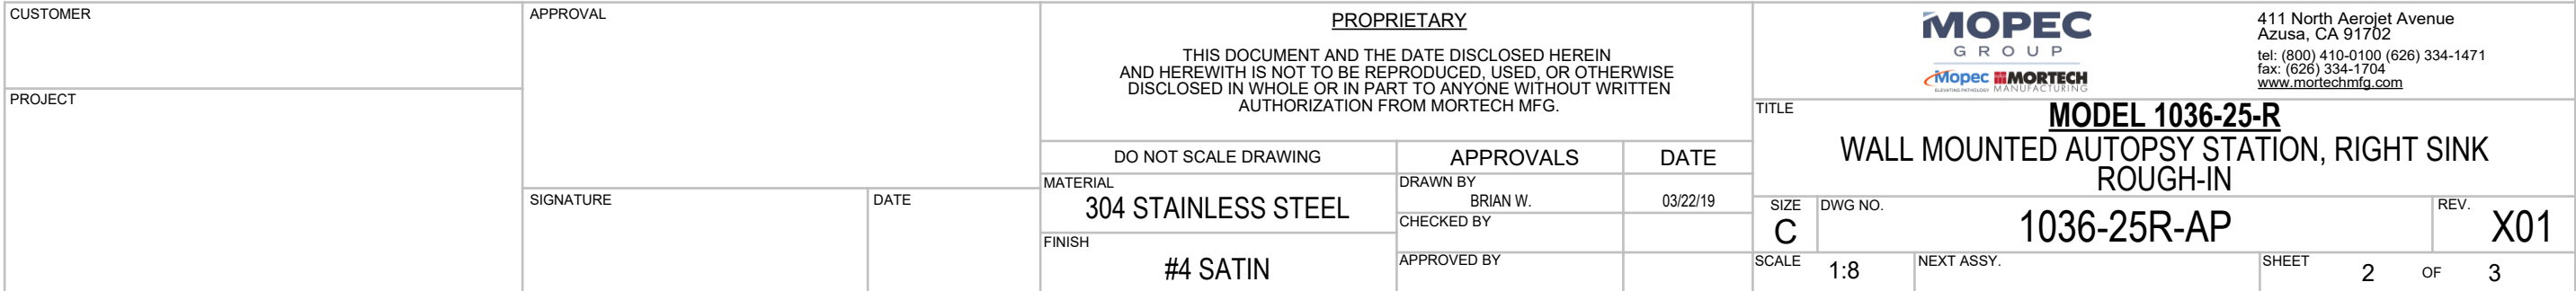 CUSTOMER
PROJECT
APPROVAL
SIGNATURE
DATE
PROPRIETARY
THIS DOCUMENT AND THE DATE DISCLOSED HEREIN
AND HEREWITH IS NOT TO BE REPRODUCED, USED, OR OTHERWISE
DISCLOSED IN WHOLE OR IN PART TO ANYONE WITHOUT WRITTEN
AUTHORIZATION FROM MORTECH MFG.
DO NOT SCALE DRAWING
MATERIAL
304 STAINLESS STEEL
FINISH
#4 SATIN
APPROVALS
DATE
DRAWN BY
BRIAN W.
03/22/19
CHECKED BY
APPROVED BY
MOPEC
GROUP
Mopec
ELEVATING PATHOLOGY
MORTECH
MANUFACTURING
411 North Aerojet Avenue
Azusa, CA 91702
tel: (800) 410-0100 (626) 334-1471
fax: (626) 334-1704
www.mortechmfg.com
TITLE
MODEL 1036-25-R
WALL MOUNTED AUTOPSY STATION, RIGHT SINK
ROUGH-IN
SIZE
C
DWG NO.
1036-25R-AP
REV.
X01
SCALE
1:8
NEXT ASSY.
SHEET
2 OF 3